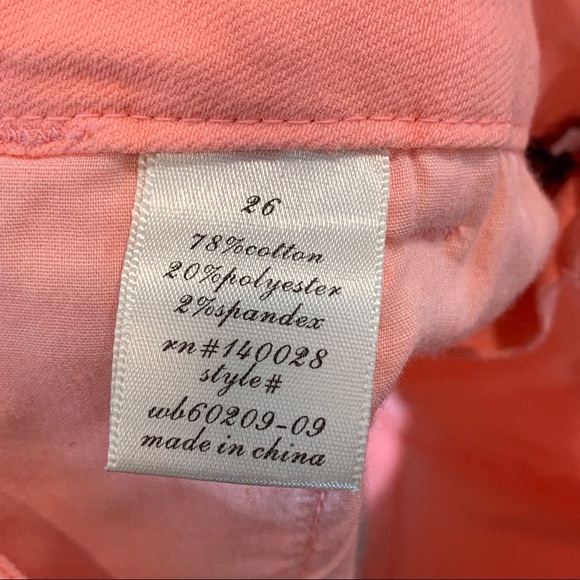 26
78%cotton
20%polyester
2%spandex
rn#140028
style#
wb60209-09
made in china